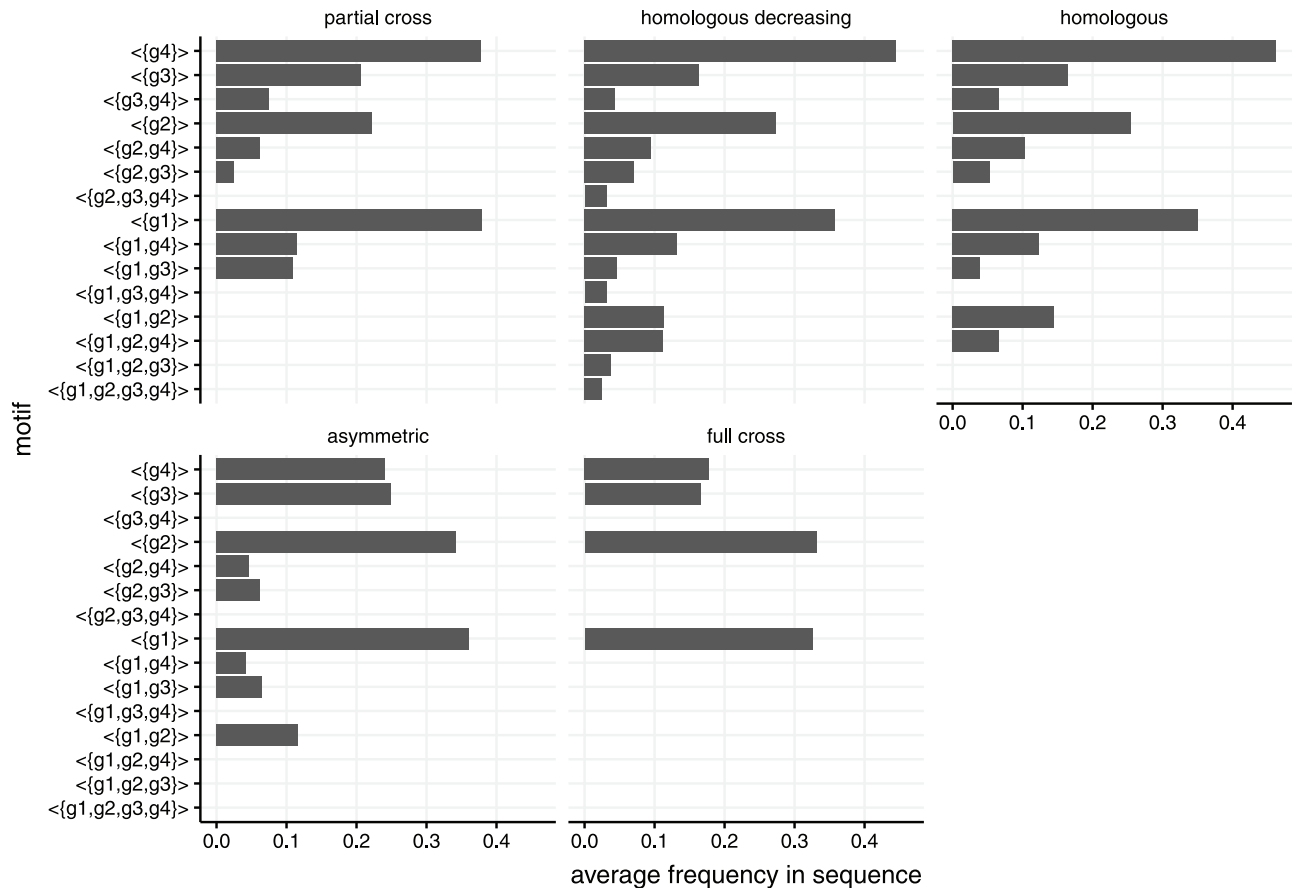 partial cross
homologous decreasing
homologous
<{g4}>
<{g3}>
<{g3,g4}>
<{g2}>
<{g2,g4}>
<{g2,g3}>
<{g2,g3,g4}>
<{g1}>
<{g1,g4}>
<{g1,g3}>
<{g1,g3,g4}>
<{g1,g2}>
<{g1,g2,g4}>
<{g1,g2,g3}>
<{g1,g2,g3,g4}>
0.0 0.1 0.2 0.3 0.4
motif
asymmetric
full cross
<{g4}>
<{g3}>
<{g3,g4}>
<{g2}>
<{g2,g4}>
<{g2,g3}>
<{g2,g3,g4}>
<{g1}>
<{g1,g4}>
<{g1,g3}>
<{g1,g3,g4}>
<{g1,g2}>
<{g1,g2,g4}>
<{g1,g2,g3}>
<{g1,g2,g3,g4}>
0.0 0.1 0.2 0.3 0.4
0.0 0.1 0.2 0.3 0.4
average frequency in sequence